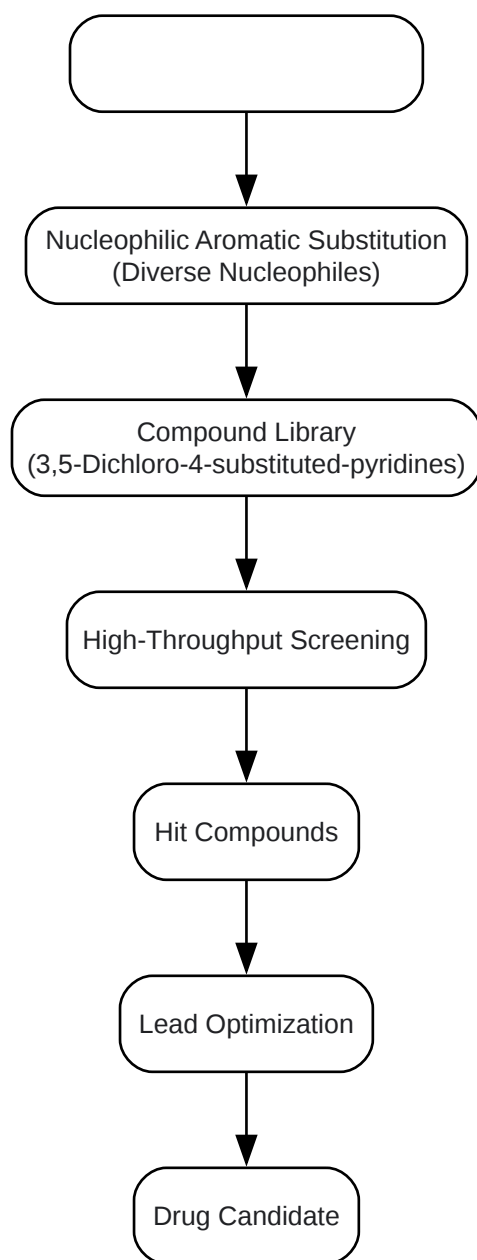 Nucleophilic Aromatic Substitution
(Diverse Nucleophiles)
Compound Library
(3,5-Dichloro-4-substituted-pyridines)
High-Throughput Screening
Hit Compounds
Lead Optimization
Drug Candidate